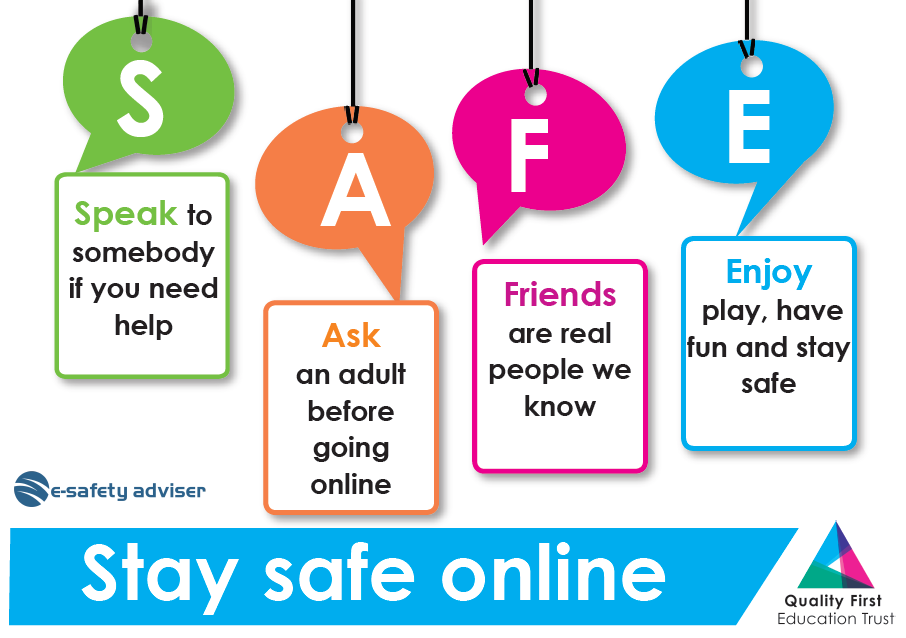 S
Speak to
somebody
if you need
help
A
Ask
an adult
before
going
online
F
Friends
are real
people we
know
E
Enjoy
play, have
fun and stay
safe
e-safety adviser
Stay safe online
Quality First
Education Trust